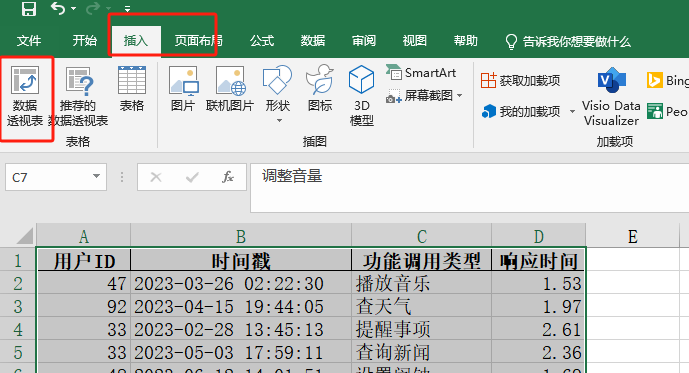 文件 开始 插入 页面布局 公式 数据 审阅 视图 帮助 告诉我你想要做什么
数据
透视表
推荐的
数据透视表
表格
图片
联机图片
形状
图标
3D
模型
SmartArt
屏幕截图
获取加载项
我的加载项
Visio Data
Visualizer
Bing
Peo
表格 插图 加载项
C7 fx 调整音量
A B C D E
1 用户ID 时间戳 功能调用类型 响应时间
2 47 2023-03-26 02:22:30 播放音乐 1.53
3 92 2023-04-15 19:44:05 查天气 1.97
4 33 2023-02-28 13:45:13 提醒事项 2.61
5 33 2023-05-03 17:59:11 查询新闻 2.36